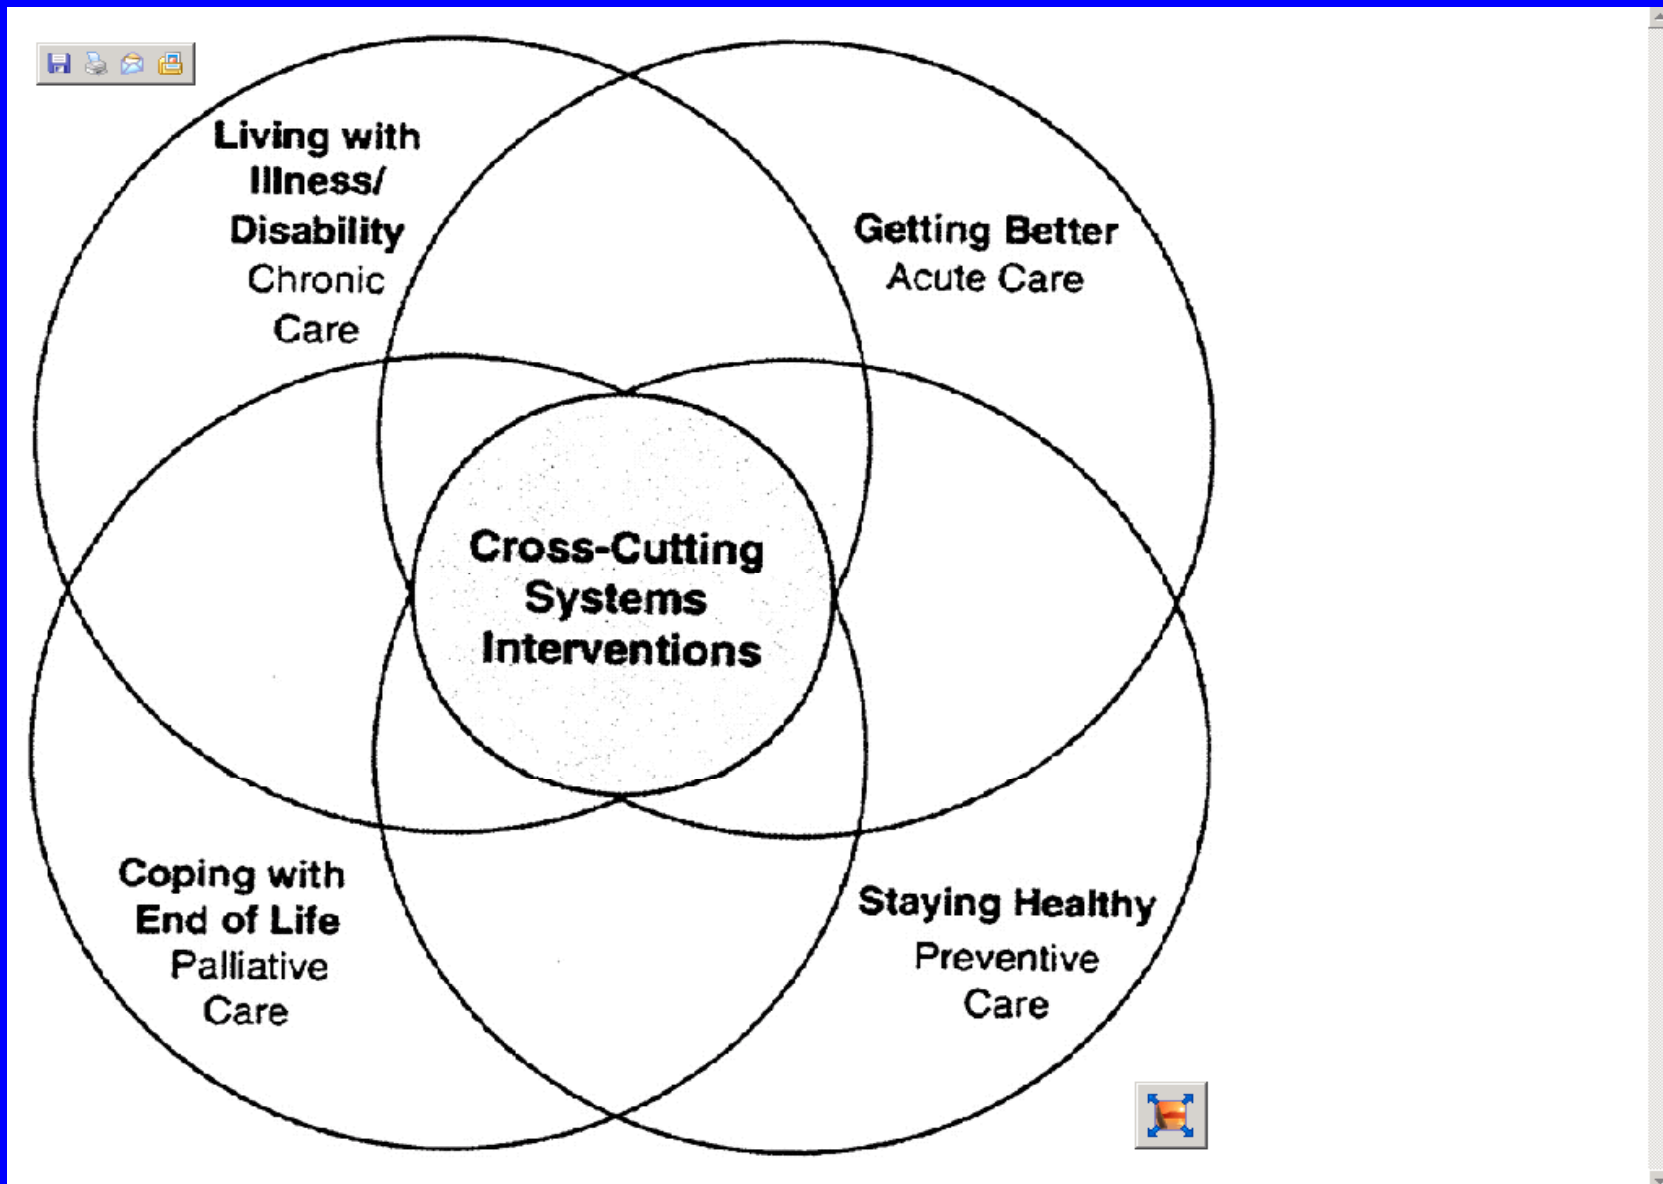 Living with
Illness/
Disability
Chronic
Care
Getting Better
Acute Care
Cross-Cutting
Systems
Interventions
Coping with
End of Life
Palliative
Care
Staying Healthy
Preventive
Care